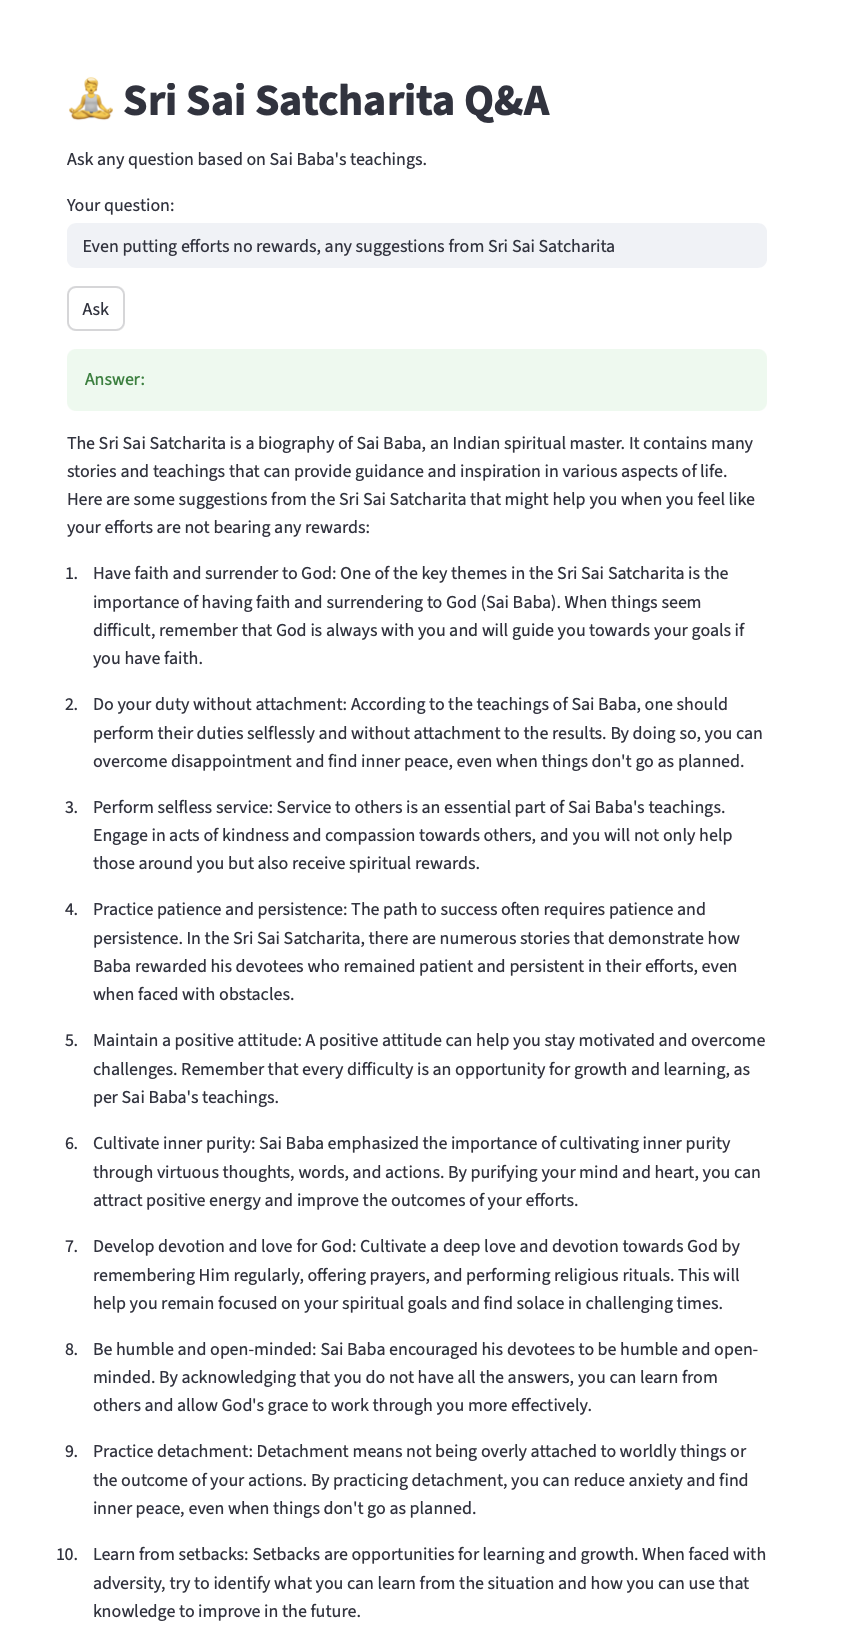 Sri Sai Satcharita Q&A
Ask any question based on Sai Baba's teachings.
Your question:
Even putting efforts no rewards, any suggestions from Sri Sai Satcharita
Ask
Answer:
The Sri Sai Satcharita is a biography of Sai Baba, an Indian spiritual master. It contains many
stories and teachings that can provide guidance and inspiration in various aspects of life.
Here are some suggestions from the Sri Sai Satcharita that might help you when you feel like
your efforts are not bearing any rewards:
1. Have faith and surrender to God: One of the key themes in the Sri Sai Satcharita is the
importance of having faith and surrendering to God (Sai Baba). When things seem
difficult, remember that God is always with you and will guide you towards your goals if
you have faith.
2. Do your duty without attachment: According to the teachings of Sai Baba, one should
perform their duties selflessly and without attachment to the results. By doing so, you can
overcome disappointment and find inner peace, even when things don't go as planned.
3. Perform selfless service: Service to others is an essential part of Sai Baba's teachings.
Engage in acts of kindness and compassion towards others, and you will not only help
those around you but also receive spiritual rewards.
4. Practice patience and persistence: The path to success often requires patience and
persistence. In the Sri Sai Satcharita, there are numerous stories that demonstrate how
Baba rewarded his devotees who remained patient and persistent in their efforts, even
when faced with obstacles.
5. Maintain a positive attitude: A positive attitude can help you stay motivated and overcome
challenges. Remember that every difficulty is an opportunity for growth and learning, as
per Sai Baba's teachings.
6. Cultivate inner purity: Sai Baba emphasized the importance of cultivating inner purity
through virtuous thoughts, words, and actions. By purifying your mind and heart, you can
attract positive energy and improve the outcomes of your efforts.
7. Develop devotion and love for God: Cultivate a deep love and devotion towards God by
remembering Him regularly, offering prayers, and performing religious rituals. This will
help you remain focused on your spiritual goals and find solace in challenging times.
8. Be humble and open-minded: Sai Baba encouraged his devotees to be humble and open-
minded. By acknowledging that you do not have all the answers, you can learn from
others and allow God's grace to work through you more effectively.
9. Practice detachment: Detachment means not being overly attached to worldly things or
the outcome of your actions. By practicing detachment, you can reduce anxiety and find
inner peace, even when things don't go as planned.
10. Learn from setbacks: Setbacks are opportunities for learning and growth. When faced with
adversity, try to identify what you can learn from the situation and how you can use that
knowledge to improve in the future.